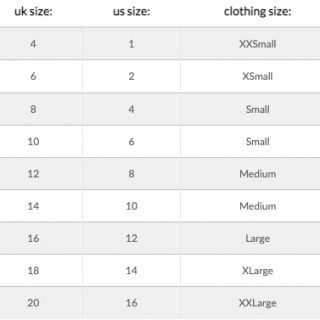 uk size: us size: clothing size:
4 1 XXSmall
6 2 XSmall
8 4 Small
10 6 Small
12 8 Medium
14 10 Medium
16 12 Large
18 14 XLarge
20 16 XXLarge